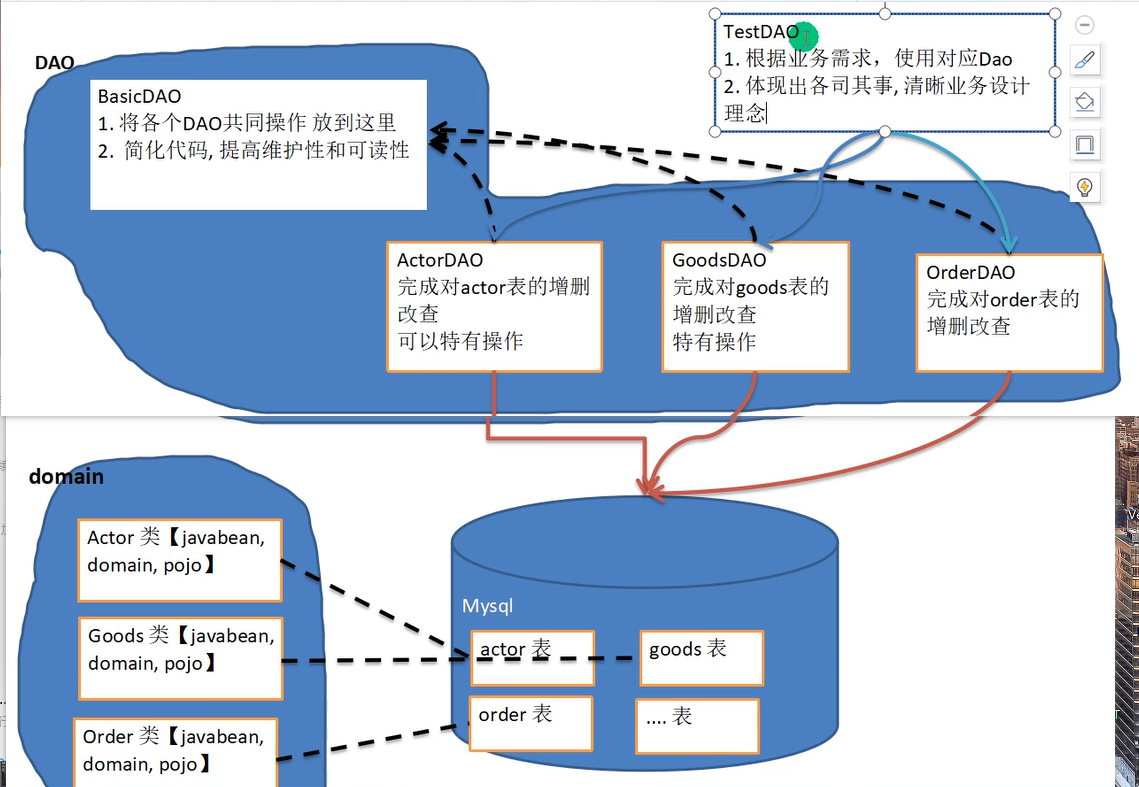 DAO
BasicDAO
1. 将各个DAO共同操作 放到这里
2. 简化代码, 提高维护性和可读性
TestDAO
1. 根据业务需求，使用对应Dao
2. 体现出各司其事, 清晰业务设计
理念
ActorDAO
完成对actor表的增删
改查
可以特有操作
GoodsDAO
完成对goods表的
增删改查
特有操作
OrderDAO
完成对order表的
增删改查
domain
Actor 类【javabean,
domain, pojo】
Goods 类【javabean,
domain, pojo】
Order 类【javabean,
domain, pojo】
Mysql
actor 表
goods 表
order 表
.... 表